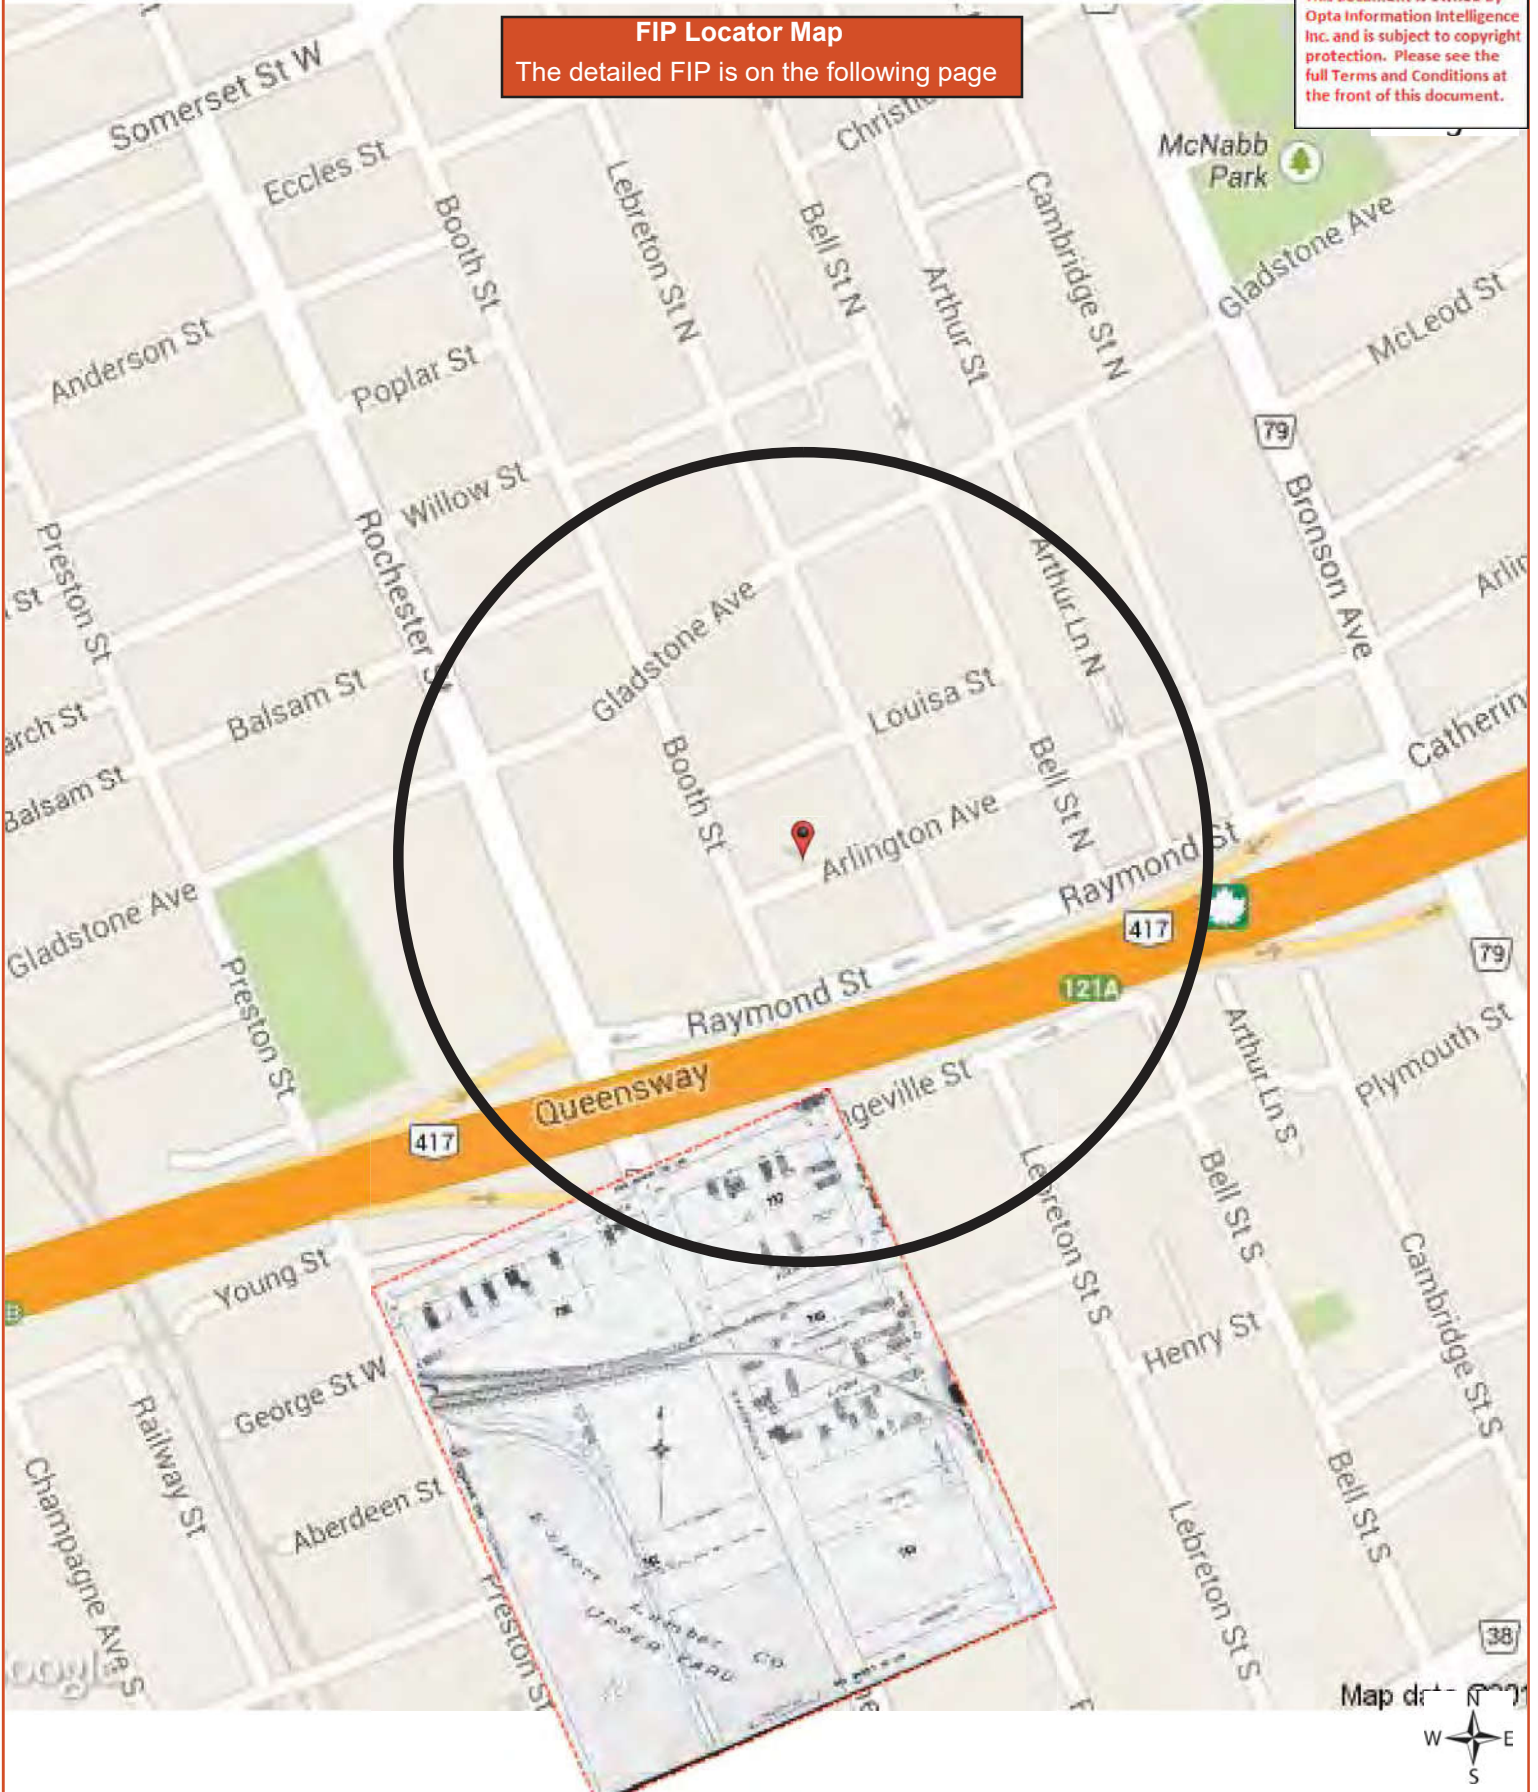 FIP Locator Map
The detailed FIP is on the following page
Opta Information Intelligence
Inc. and is subject to copyright
protection. Please see the
full Terms and Conditions at
the front of this document.
Somerset St W
Eccles St
Booth St
Lebreton St N
Bell St N
Arthur St
Cambridge St N
McNabb
Park
Gladstone Ave
McLeod St
Anderson St
Poplar St
Willow St
79
Bronson Ave
Preston St
Rochester St
St
Gladstone Ave
Arthur Ln N
Balsam St
Louisa St
Balsam St
Booth St
Bell St N
Arlington Ave
Raymond St
417
Gladstone Ave
Preston St
Raymond St
121A
79
Queensway
417
Arthur Ln S
Plymouth St
Lebreton St S
Bell St S
Young St
Cambridge St S
Henry St
George St W
Railway St
Champagne Ave S
Aberdeen St
Preston St
Lebreton St S
Bell St S
Lumber Co
UPPER YARD
38
Map
N
W E
S